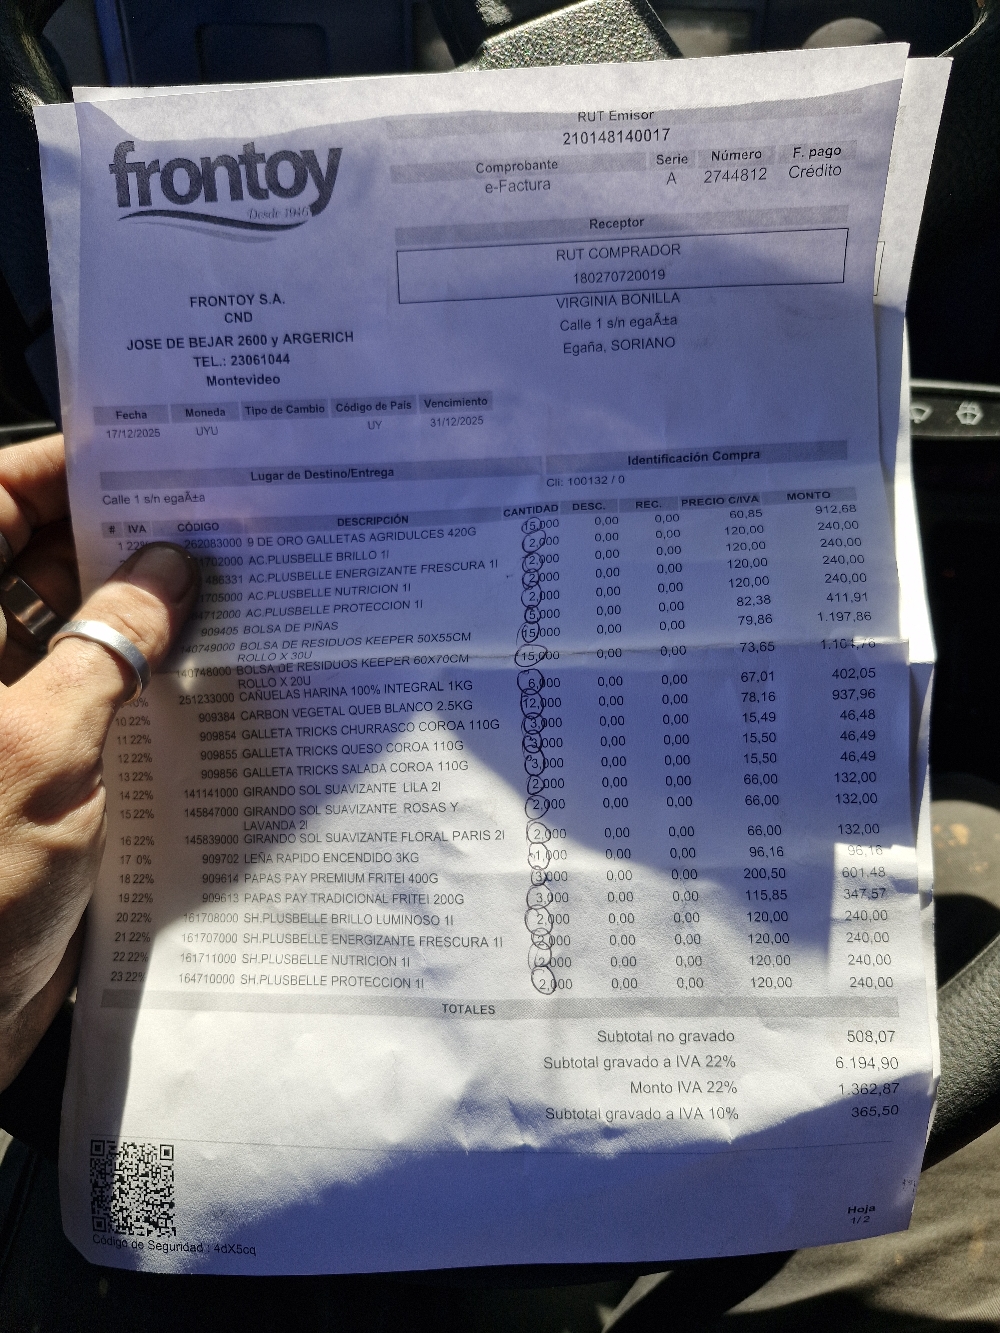 frontoy
Desde 1946
RUT Emisor
210148140017
Comprobante Serie Número F. pago
e-Factura A 2744812 Crédito
Receptor
RUT COMPRADOR
180270720019
VIRGINIA BONILLA
Calle 1 s/n egaÃ±a
Egaña, SORIANO
FRONTOY S.A.
CND
JOSE DE BEJAR 2600 y ARGERICH
TEL.: 23061044
Montevideo
Fecha Moneda Tipo de Cambio Código de País Vencimiento
17/12/2025 UYU UY 31/12/2025
Lugar de Destino/Entrega Identificación Compra
Calle 1 s/n egaÃ±a Cli: 100132 / 0
# IVA CÓDIGO DESCRIPCIÓN CANTIDAD DESC. REC. PRECIO C/IVA MONTO
1 22% 262083000 9 DE ORO GALLETAS AGRIDULCES 420G 15,000 0,00 0,00 60,85 912,68
AC.PLUSBELLE BRILLO 1l 2,000 0,00 0,00 120,00 240,00
AC.PLUSBELLE ENERGIZANTE FRESCURA 1l 2,000 0,00 0,00 120,00 240,00
AC.PLUSBELLE NUTRICION 1l 2,000 0,00 0,00 120,00 240,00
AC.PLUSBELLE PROTECCION 1l 2,000 0,00 0,00 120,00 240,00
909405 BOLSA DE PIÑAS 5,000 0,00 0,00 82,38 411,91
140749000 BOLSA DE RESIDUOS KEEPER 50X55CM 15,000 0,00 0,00 79,86 1.197,86
ROLLO X 30U
140748000 BOLSA DE RESIDUOS KEEPER 60X70CM 15,000 0,00 0,00 73,65
ROLLO X 20U
251233000 CAÑUELAS HARINA 100% INTEGRAL 1KG 6,000 0,00 0,00 67,01 402,05
10 22% 909384 CARBON VEGETAL QUEB BLANCO 2.5KG 12,000 0,00 0,00 78,16 937,96
11 22% 909854 GALLETA TRICKS CHURRASCO COROA 110G 3,000 0,00 0,00 15,49 46,48
12 22% 909855 GALLETA TRICKS QUESO COROA 110G 3,000 0,00 0,00 15,50 46,49
13 22% 909856 GALLETA TRICKS SALADA COROA 110G 3,000 0,00 0,00 15,50 46,49
14 22% 141141000 GIRANDO SOL SUAVIZANTE LILA 2l 2,000 0,00 0,00 66,00 132,00
15 22% 145847000 GIRANDO SOL SUAVIZANTE ROSAS Y 2,000 0,00 0,00 66,00 132,00
LAVANDA 2l
16 22% 145839000 GIRANDO SOL SUAVIZANTE FLORAL PARIS 2l 2,000 0,00 0,00 66,00 132,00
17 0% 909702 LEÑA RAPIDO ENCENDIDO 3KG 1,000 0,00 0,00 96,16 96,16
18 22% 909614 PAPAS PAY PREMIUM FRITEI 400G 3,000 0,00 0,00 200,50 601,48
19 22% 909613 PAPAS PAY TRADICIONAL FRITEI 200G 3,000 0,00 0,00 115,85 347,57
20 22% 161708000 SH.PLUSBELLE BRILLO LUMINOSO 1l 2,000 0,00 0,00 120,00 240,00
21 22% 161707000 SH.PLUSBELLE ENERGIZANTE FRESCURA 1l 2,000 0,00 0,00 120,00 240,00
22 22% 161711000 SH.PLUSBELLE NUTRICION 1l 2,000 0,00 0,00 120,00 240,00
23 22% 164710000 SH.PLUSBELLE PROTECCION 1l 2,000 0,00 0,00 120,00 240,00
TOTALES
Subtotal no gravado 508,07
Subtotal gravado a IVA 22% 6.194,90
Monto IVA 22% 1.362,87
Subtotal gravado a IVA 10% 365,50
Código de Seguridad : 4dX5cq
Hoja
1/2